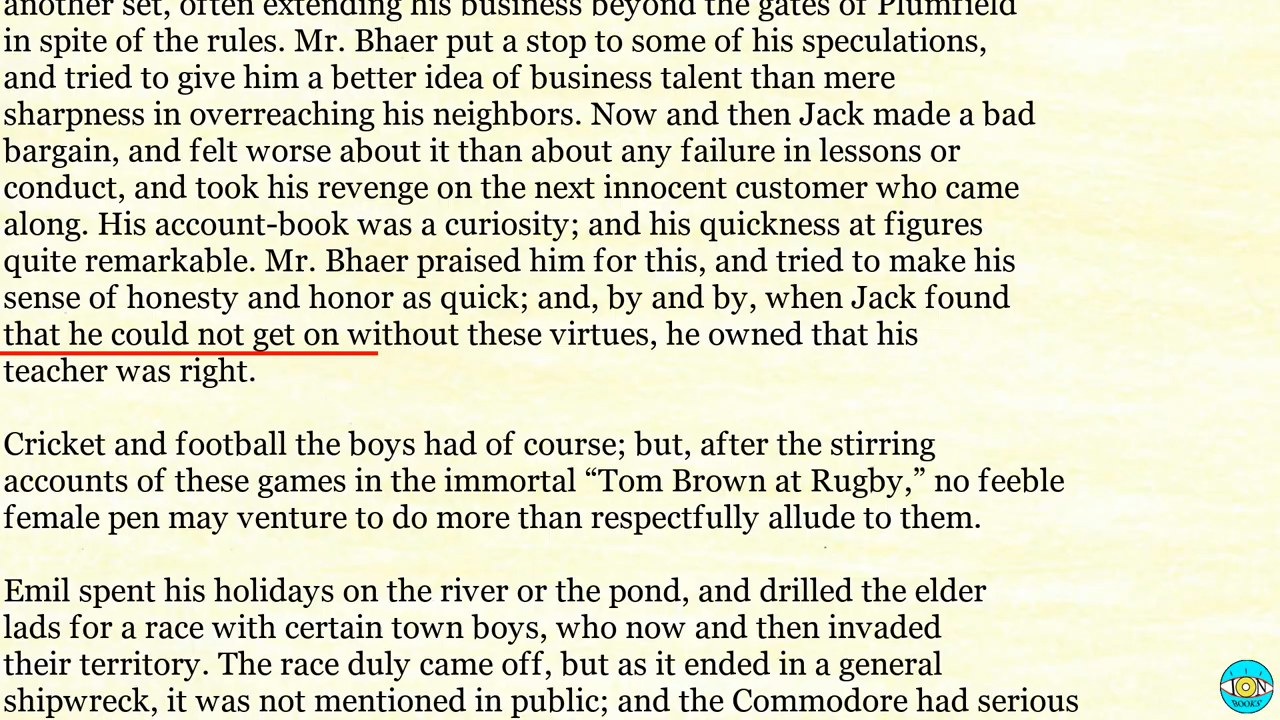 another set, often extending his business beyond the gates of Plumfield
in spite of the rules. Mr. Bhaer put a stop to some of his speculations,
and tried to give him a better idea of business talent than mere
sharpness in overreaching his neighbors. Now and then Jack made a bad
bargain, and felt worse about it than about any failure in lessons or
conduct, and took his revenge on the next innocent customer who came
along. His account-book was a curiosity; and his quickness at figures
quite remarkable. Mr. Bhaer praised him for this, and tried to make his
sense of honesty and honor as quick; and, by and by, when Jack found
that he could not get on without these virtues, he owned that his
teacher was right.
Cricket and football the boys had of course; but, after the stirring
accounts of these games in the immortal “Tom Brown at Rugby,” no feeble
female pen may venture to do more than respectfully allude to them.
Emil spent his holidays on the river or the pond, and drilled the elder
lads for a race with certain town boys, who now and then invaded
their territory. The race duly came off, but as it ended in a general
shipwreck, it was not mentioned in public; and the Commodore had serious
ION
BOOKS